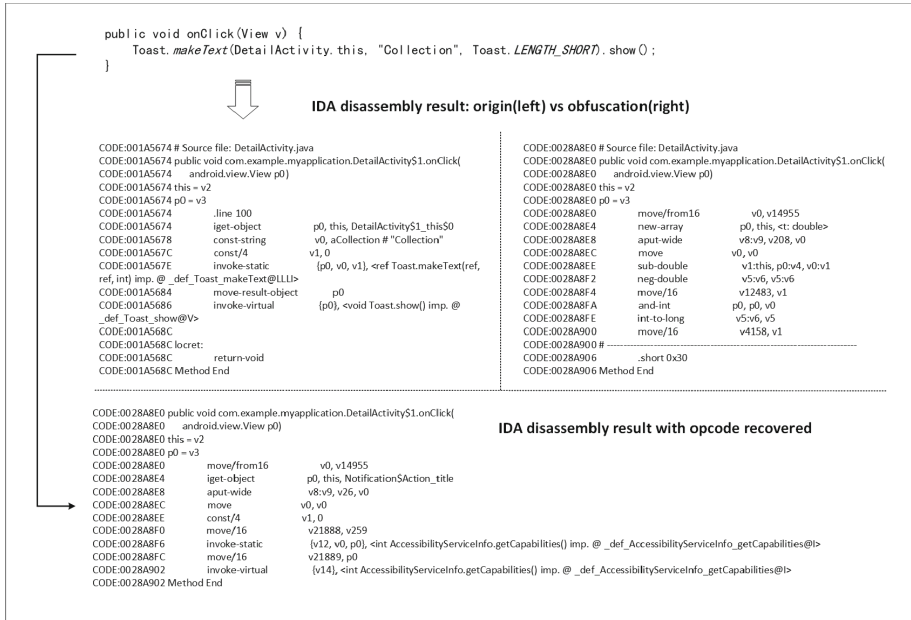 public void onClick(View v) {
Toast.makeText(DetailActivity.this, "Collection", Toast.LENGTH_SHORT).show();
}
IDA disassembly result: origin(left) vs obfuscation(right)
CODE:001A5674 # Source file: DetailActivity.java
CODE:001A5674 public void com.example.myapplication.DetailActivity$1.onClick(
CODE:001A5674 android.view.View p0)
CODE:001A5674 this = v2
CODE:001A5674 p0 = v3
CODE:001A5674 .line 100
CODE:001A5674 iget-object p0, this, DetailActivity$1_this$0
CODE:001A5678 const-string v0, aCollection # "Collection"
CODE:001A567C const/4 v1, 0
CODE:001A567E invoke-static {p0, v0, v1}, <ref Toast.makeText(ref,
ref, int) imp. @ _def_Toast_makeText@LLLI>
CODE:001A5684 move-result-object p0
CODE:001A5686 invoke-virtual {p0}, <void Toast.show() imp. @
_def_Toast_show@V>
CODE:001A568C
CODE:001A568C locret:
CODE:001A568C return-void
CODE:001A568C Method End
CODE:0028A8E0 # Source file: DetailActivity.java
CODE:0028A8E0 public void com.example.myapplication.DetailActivity$1.onClick(
CODE:0028A8E0 android.view.View p0)
CODE:0028A8E0 this = v2
CODE:0028A8E0 p0 = v3
CODE:0028A8E0 move/from16 v0, v14955
CODE:0028A8E4 new-array p0, this, <t: double>
CODE:0028A8E8 aput-wide v8:v9, v208, v0
CODE:0028A8EC move v0, v0
CODE:0028A8EE sub-double v1:this, p0:v4, v0:v1
CODE:0028A8F2 neg-double v5:v6, v5:v6
CODE:0028A8F4 move/16 v12483, v1
CODE:0028A8FA and-int p0, p0, v0
CODE:0028A8FE int-to-long v5:v6, v5
CODE:0028A900 move/16 v4158, v1
CODE:0028A900 # ---------------------------------------------------------------------------
CODE:0028A906 .short 0x30
CODE:0028A906 Method End
CODE:0028A8E0 public void com.example.myapplication.DetailActivity$1.onClick(
CODE:0028A8E0 android.view.View p0)
CODE:0028A8E0 this = v2
CODE:0028A8E0 p0 = v3
IDA disassembly result with opcode recovered
CODE:0028A8E0 move/from16 v0, v14955
CODE:0028A8E4 iget-object p0, this, Notification$Action_title
CODE:0028A8E8 aput-wide v8:v9, v26, v0
CODE:0028A8EC move v0, v0
CODE:0028A8EE const/4 v1, 0
CODE:0028A8F0 move/16 v21888, v259
CODE:0028A8F6 invoke-static {v12, v0, p0}, <int AccessibilityServiceInfo.getCapabilities() imp. @ _def_AccessibilityServiceInfo_getCapabilities@I>
CODE:0028A8FC move/16 v21889, p0
CODE:0028A902 invoke-virtual {v14}, <int AccessibilityServiceInfo.getCapabilities() imp. @ _def_AccessibilityServiceInfo_getCapabilities@I>
CODE:0028A902 Method End